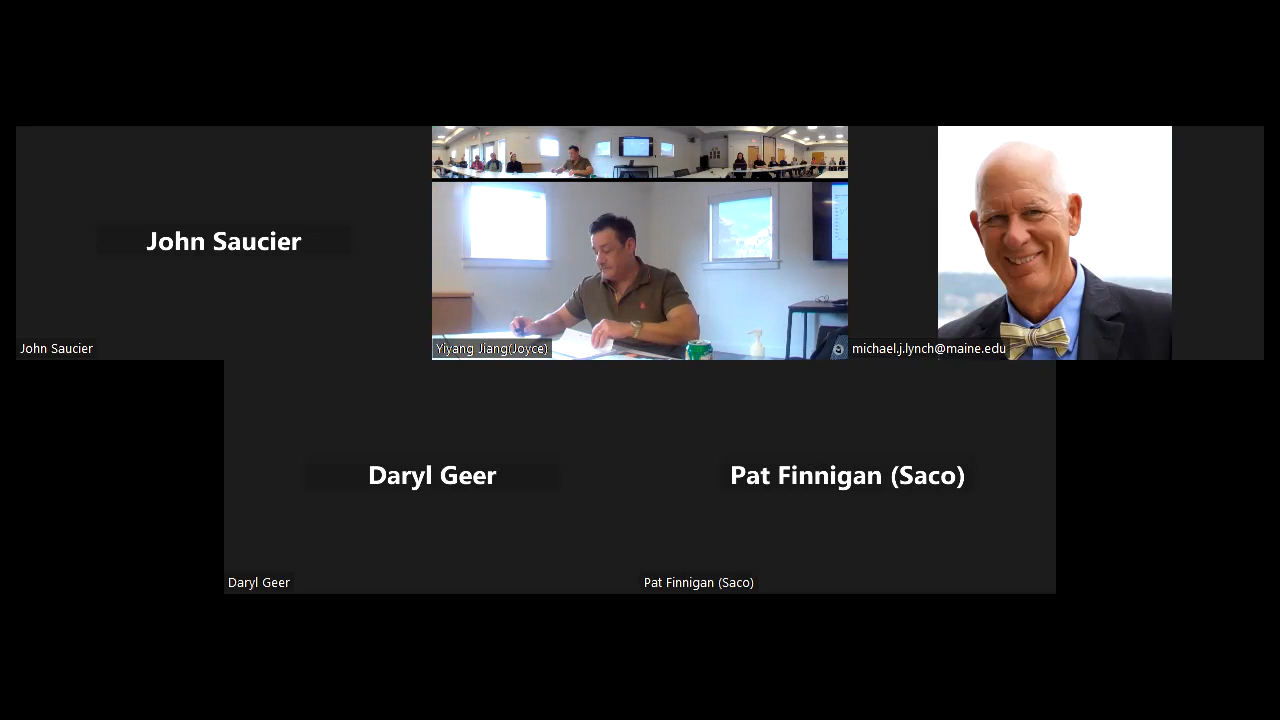 John Saucier
John Saucier
Yiyang Jiang(Joyce)
michael.j.lynch@maine.edu
Daryl Geer
Pat Finnigan (Saco)
Daryl Geer
Pat Finnigan (Saco)